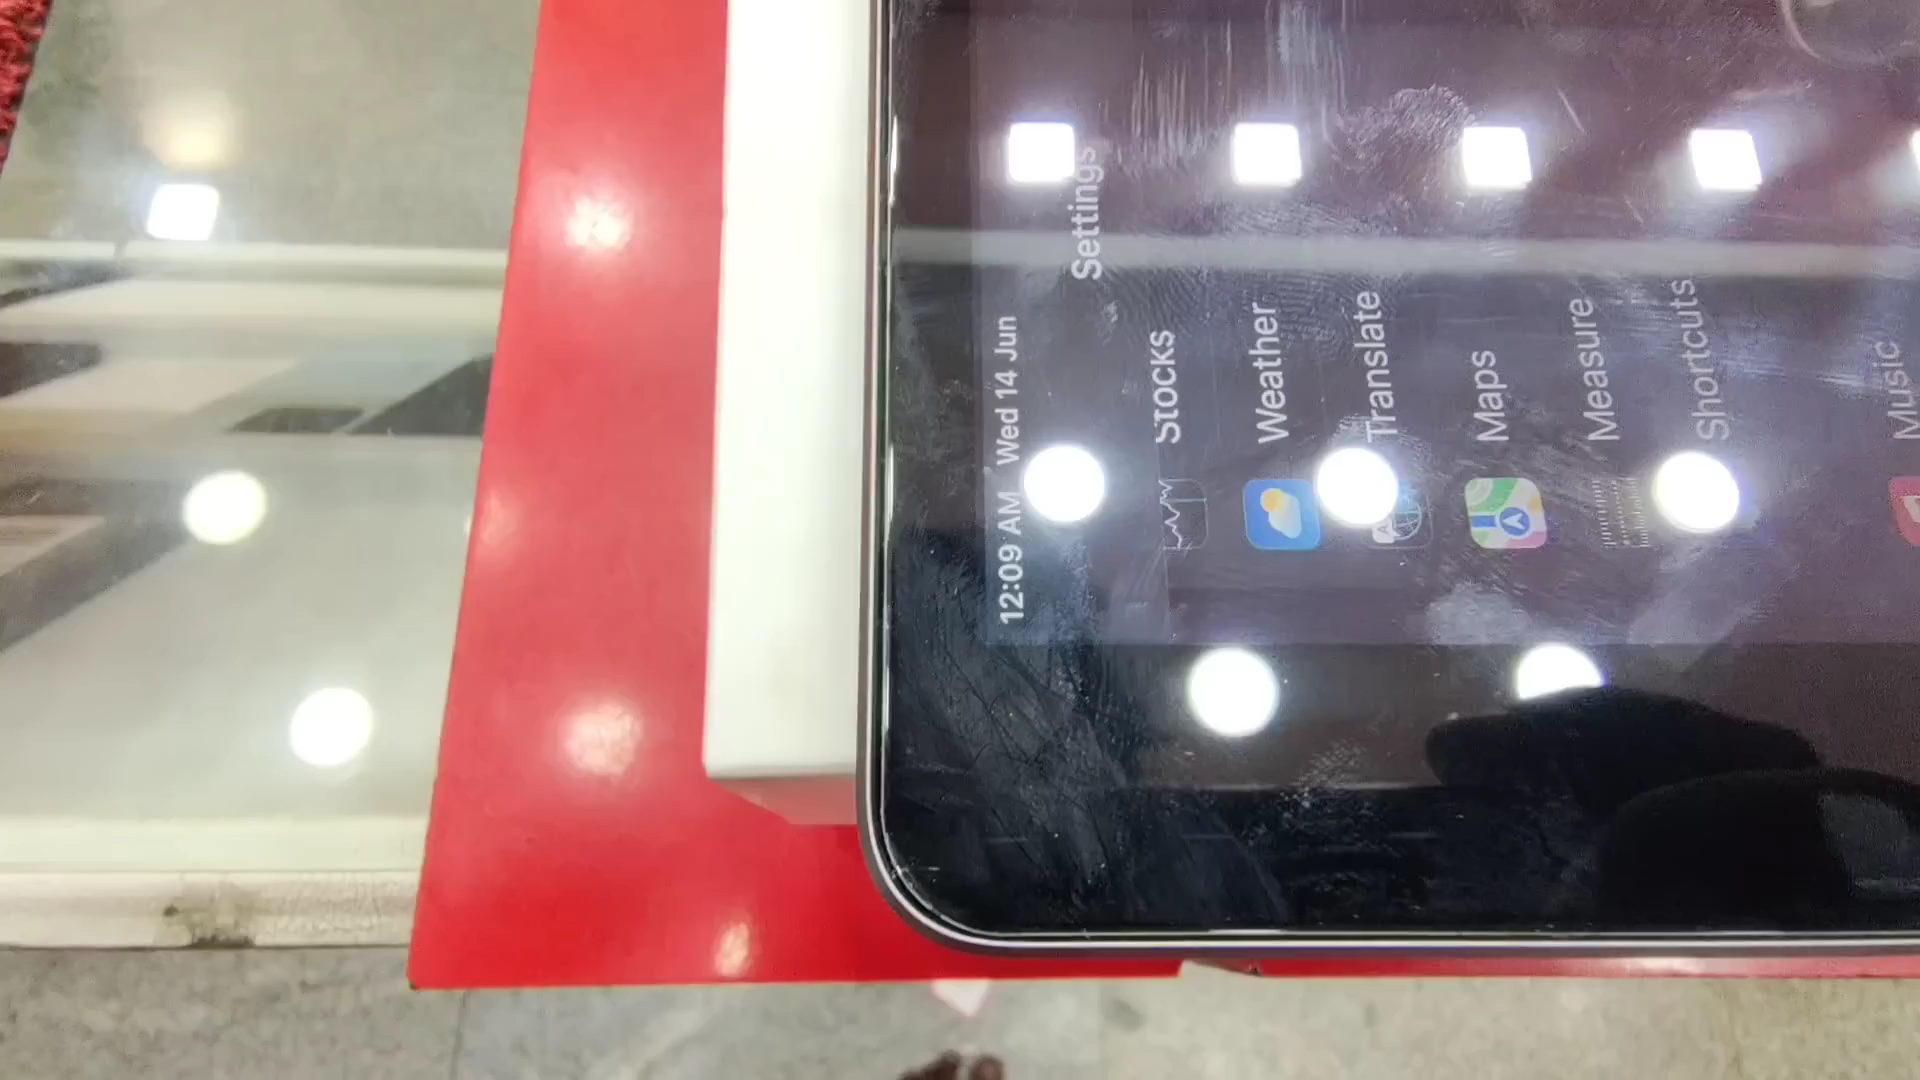 12:09 AM Wed 14 Jun
Settings
Stocks
Weather
Translate
Maps
Measure
Shortcuts
Music